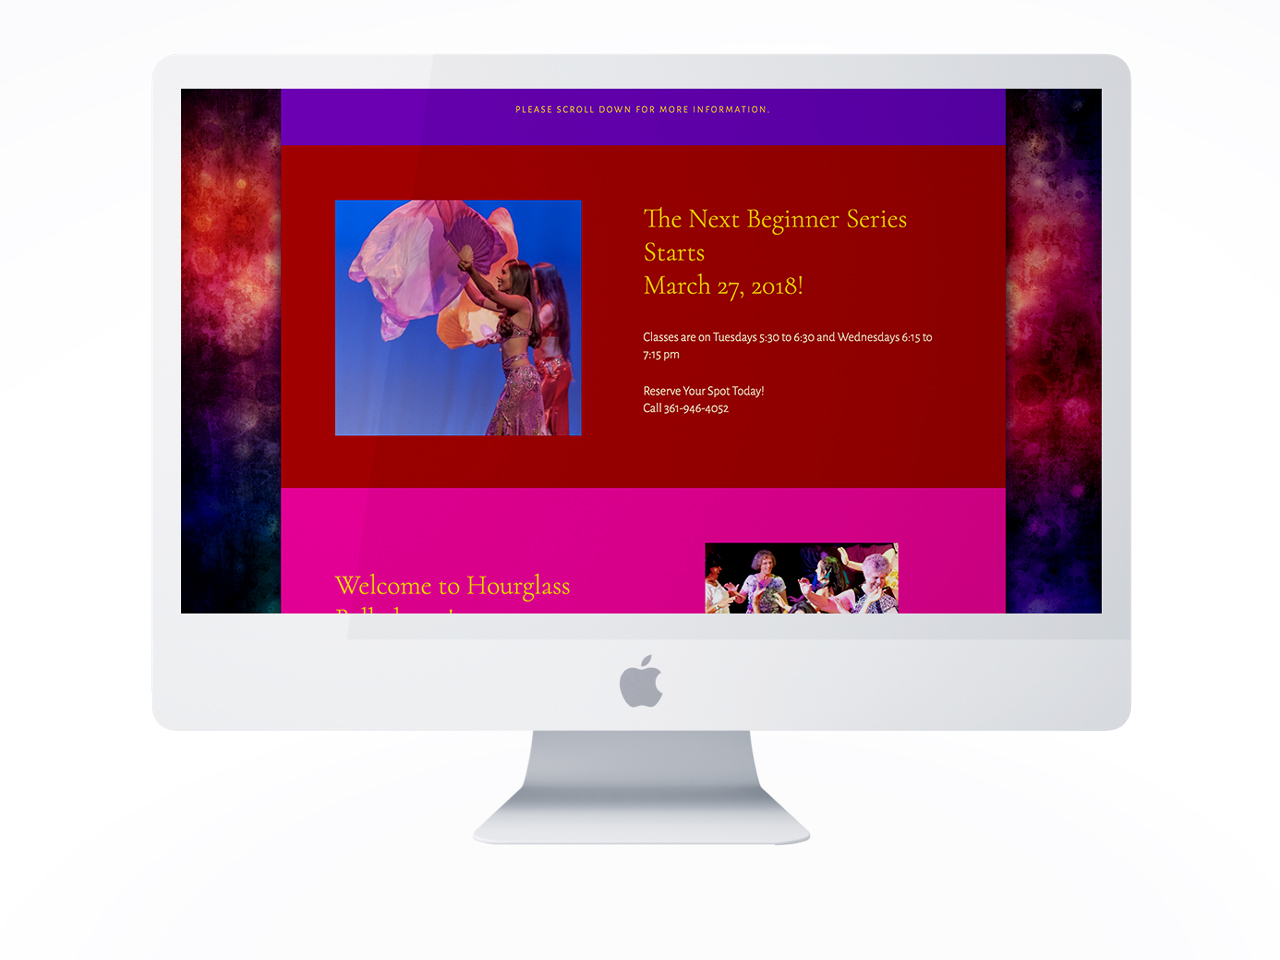 PLEASE SCROLL DOWN FOR MORE INFORMATION.
The Next Beginner Series
Starts
March 27, 2018!
Classes are on Tuesdays 5:30 to 6:30 and Wednesdays 6:15 to
7:15 pm
Reserve Your Spot Today!
Call 361-946-4052
Welcome to Hourglass